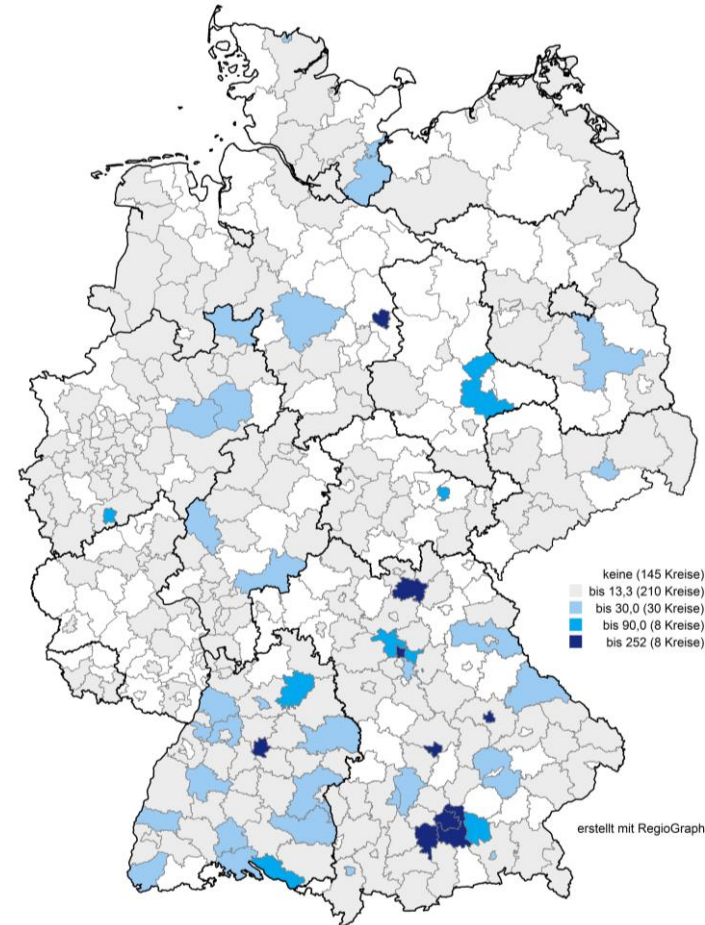 keine (145 Kreise)
bis 13,3 (210 Kreise)
bis 30,0 (30 Kreise)
bis 90,0 (8 Kreise)
bis 252 (8 Kreise)
erstellt mit RegioGraph